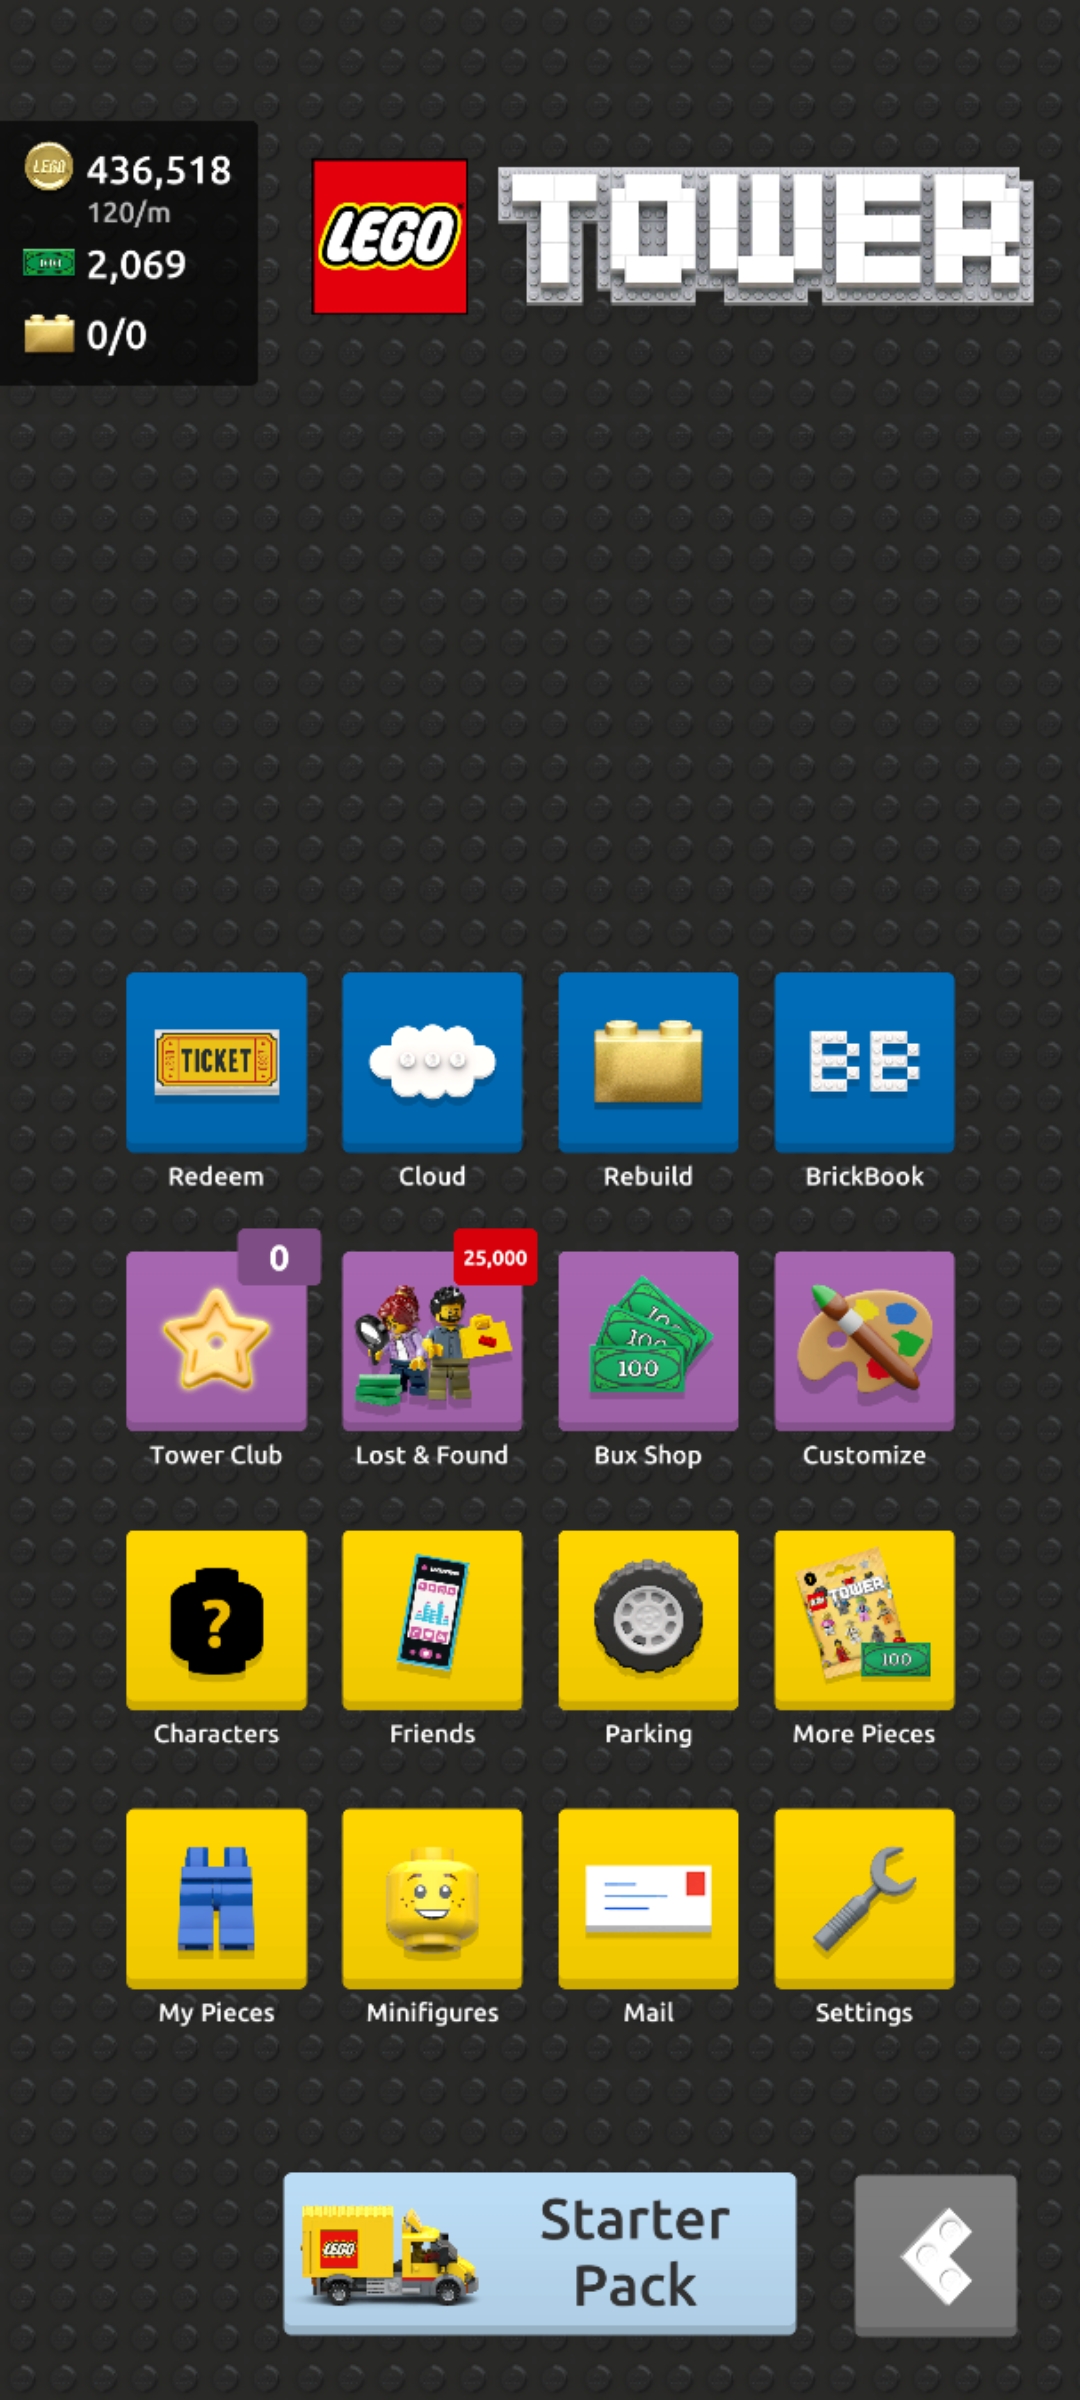 LEGO
436,518
120/m
2,069
0/0
LEGO TOWER
TICKET
BB
Redeem
Cloud
Rebuild
BrickBook
0
25,000
100
Tower Club
Lost & Found
Bux Shop
Customize
?
LEGO TOWER
100
Characters
Friends
Parking
More Pieces
My Pieces
Minifigures
Mail
Settings
LEGO
Starter
Pack